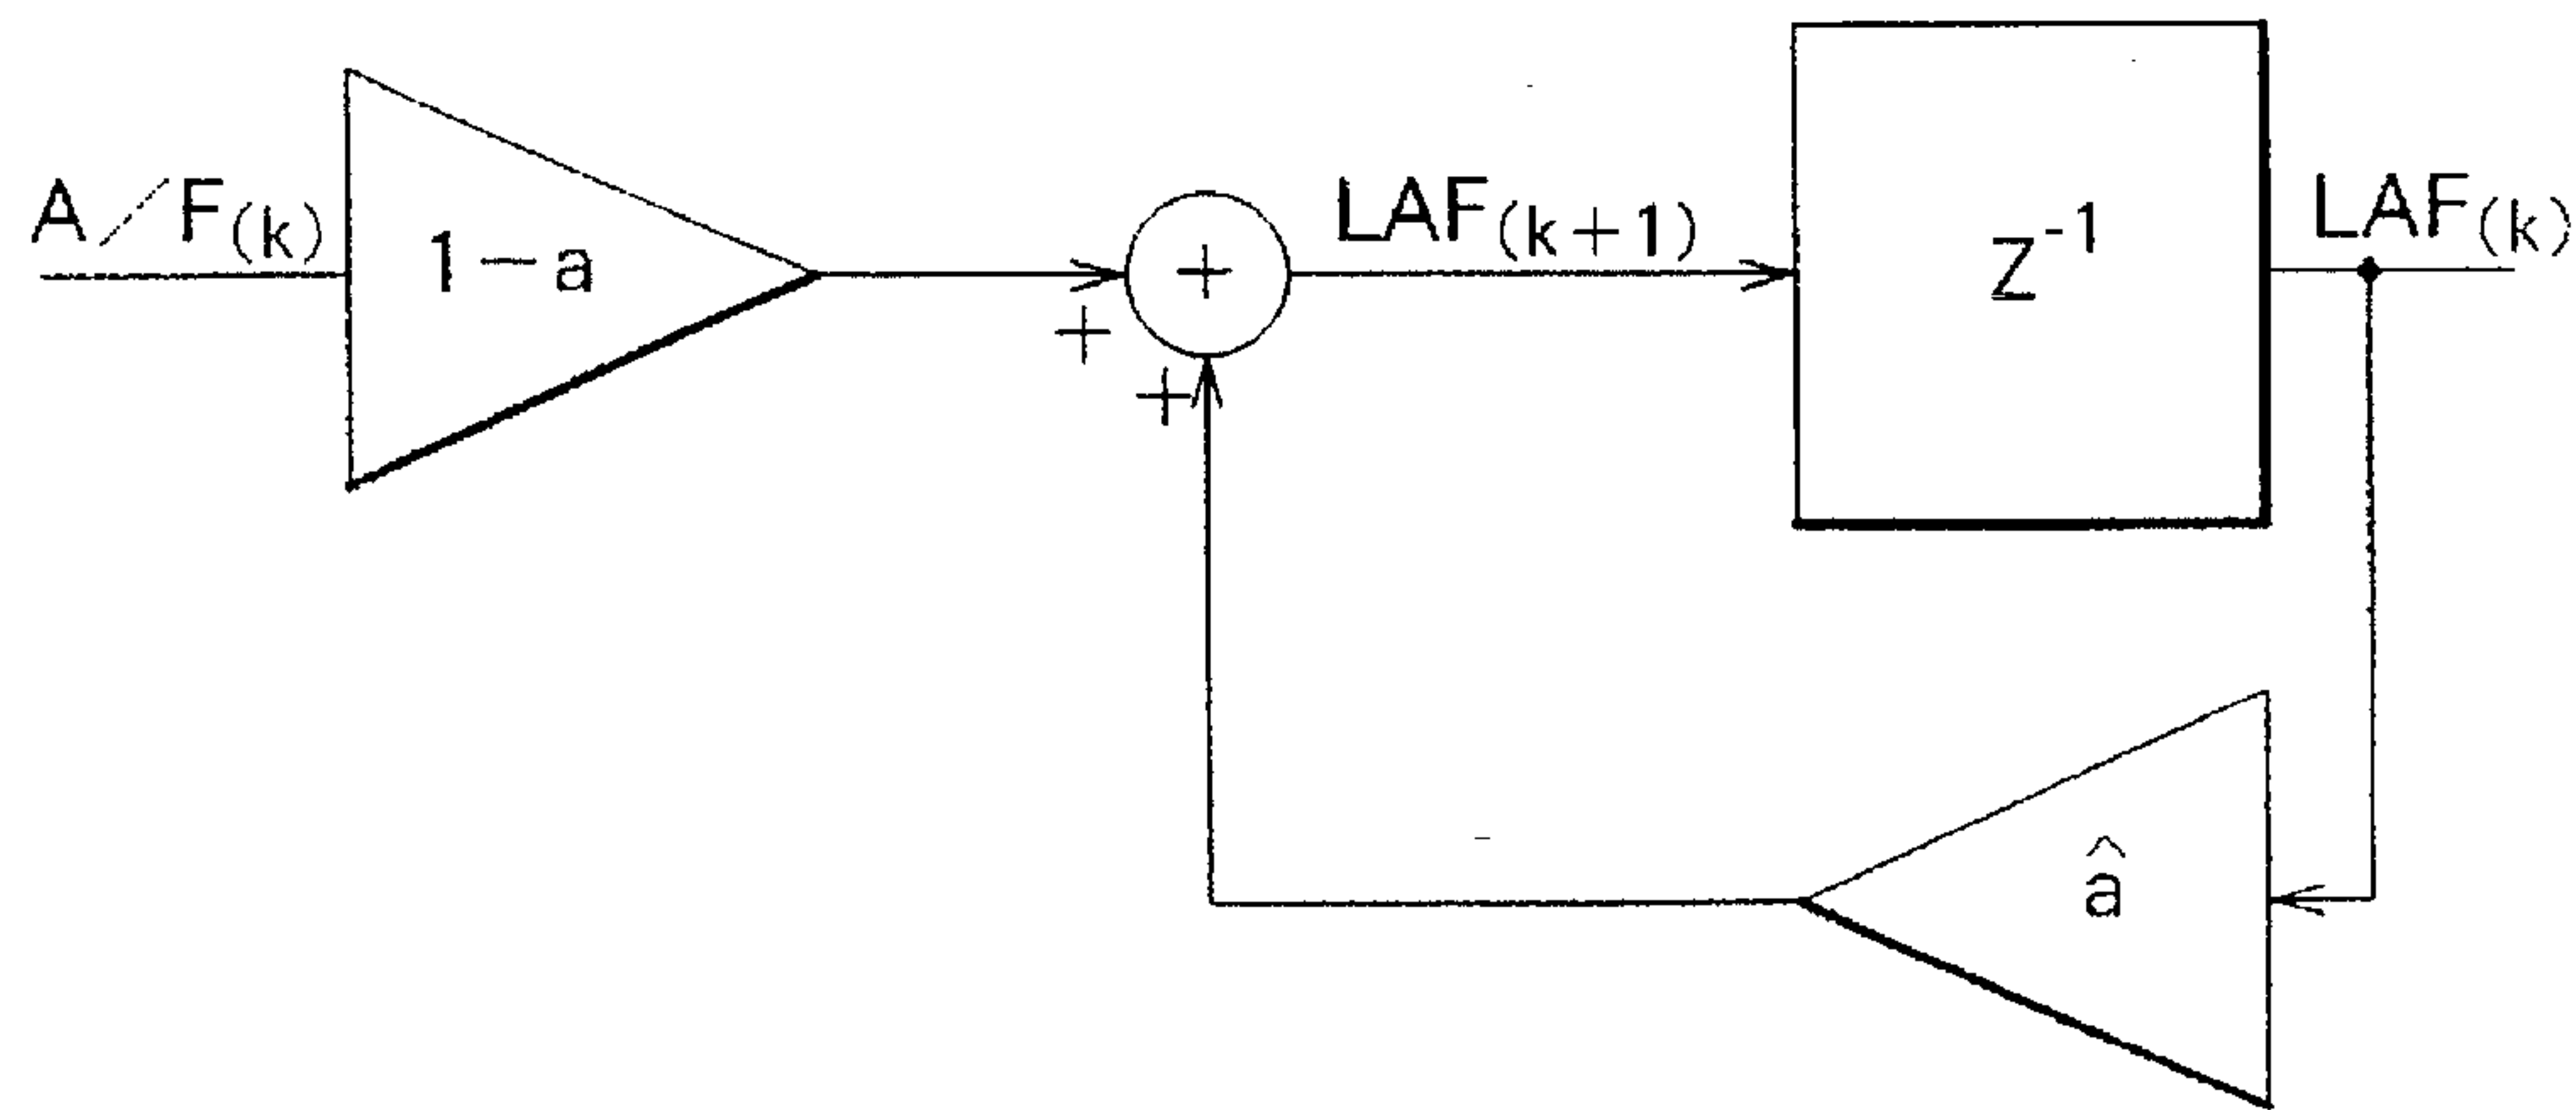 A/F(k)
1-a
+
+
+
LAF(k+1)
Z-1
LAF(k)
â